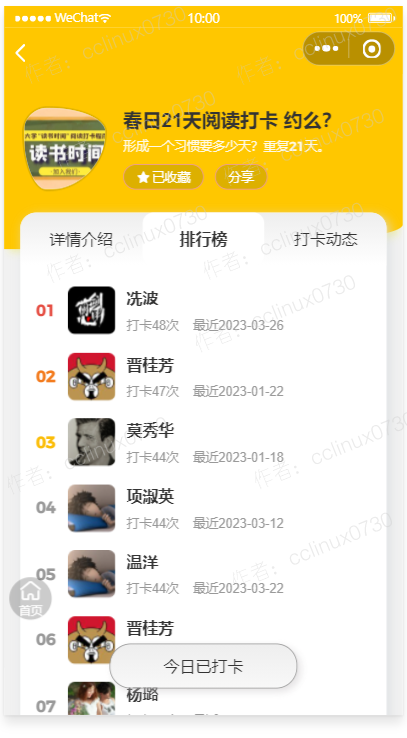 WeChat 10:00 100%
春日21天阅读打卡 约么?
形成一个习惯要多少天? 重复21天。
读书时间
★已收藏 分享
详情介绍 排行榜 打卡动态
01 冼波
打卡48次 最近2023-03-26
02 晋桂芳
打卡47次 最近2023-01-22
03 莫秀华
打卡44次 最近2023-01-18
04 项淑英
打卡44次 最近2023-03-12
05 温洋
打卡44次 最近2023-03-22
首页
06 晋桂芳
今日已打卡
07 杨璐
作者: cclinux0730